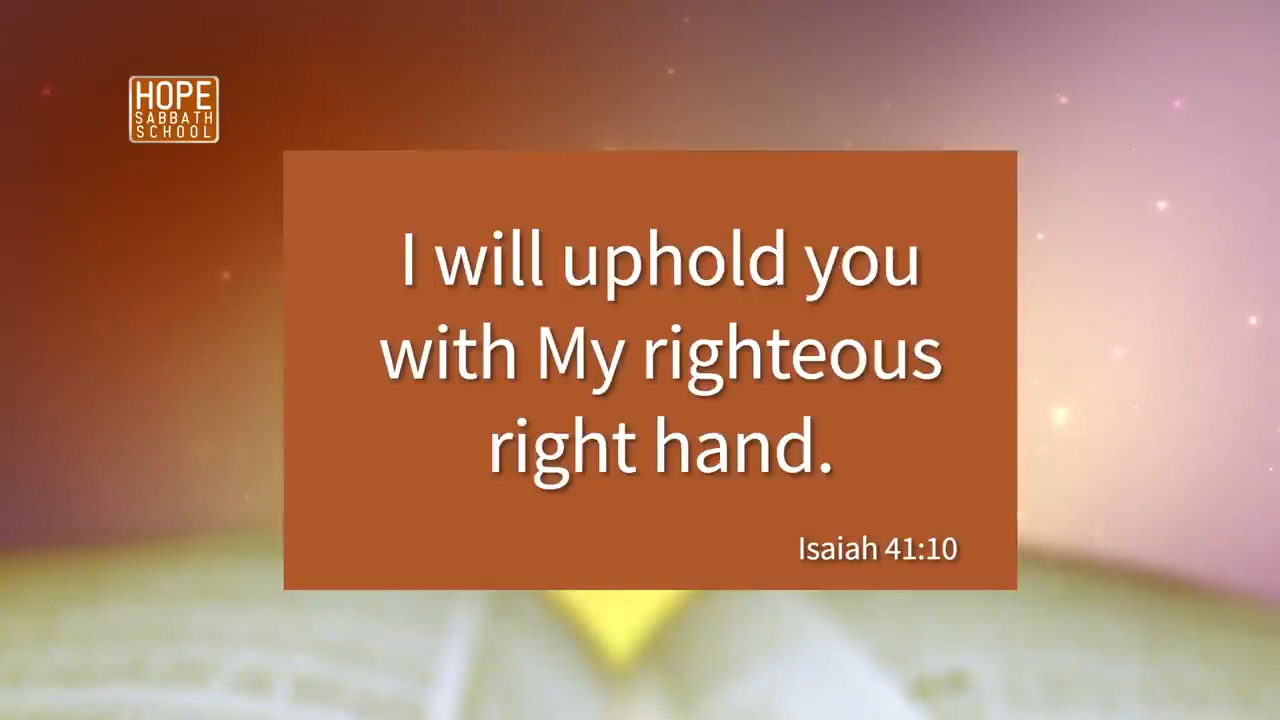 HOPE
SABBATH
SCHOOL
I will uphold you
with My righteous
right hand.
Isaiah 41:10